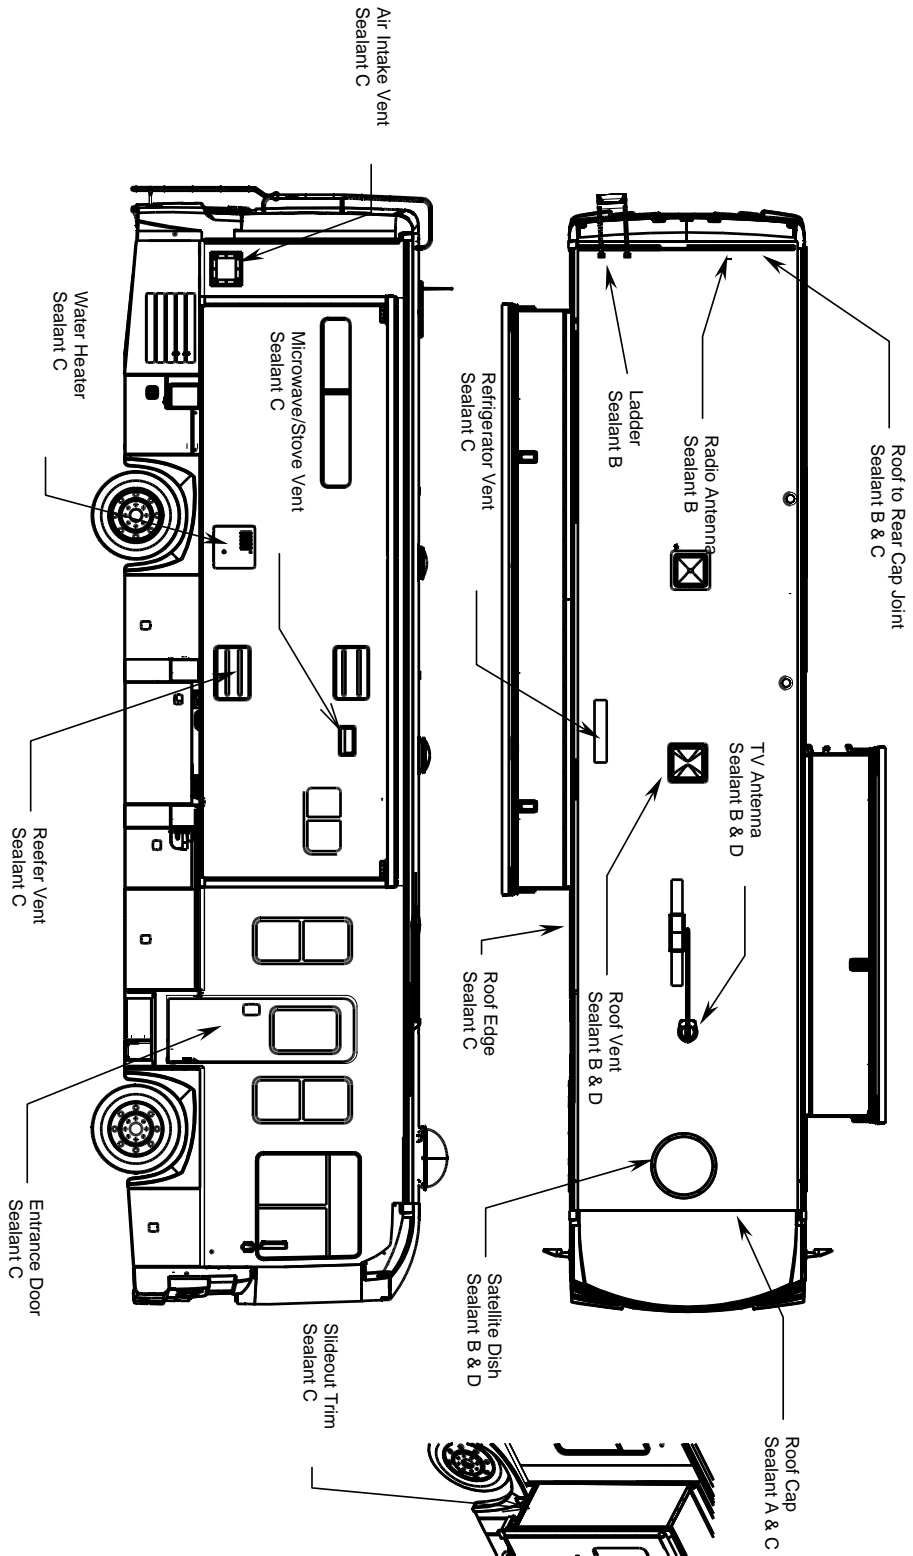 Roof to Rear Cap Joint
Sealant B & C
Radio Antenna
Sealant B
Ladder
Sealant B
Refrigerator Vent
Sealant C
TV Antenna
Sealant B & D
Roof Vent
Sealant B & D
Roof Edge
Sealant C
Satellite Dish
Sealant B & D
Roof Cap
Sealant A & C
Air Intake Vent
Sealant C
Microwave/Stove Vent
Sealant C
Water Heater
Sealant C
Reefer Vent
Sealant C
Entrance Door
Sealant C
Slideout Trim
Sealant C